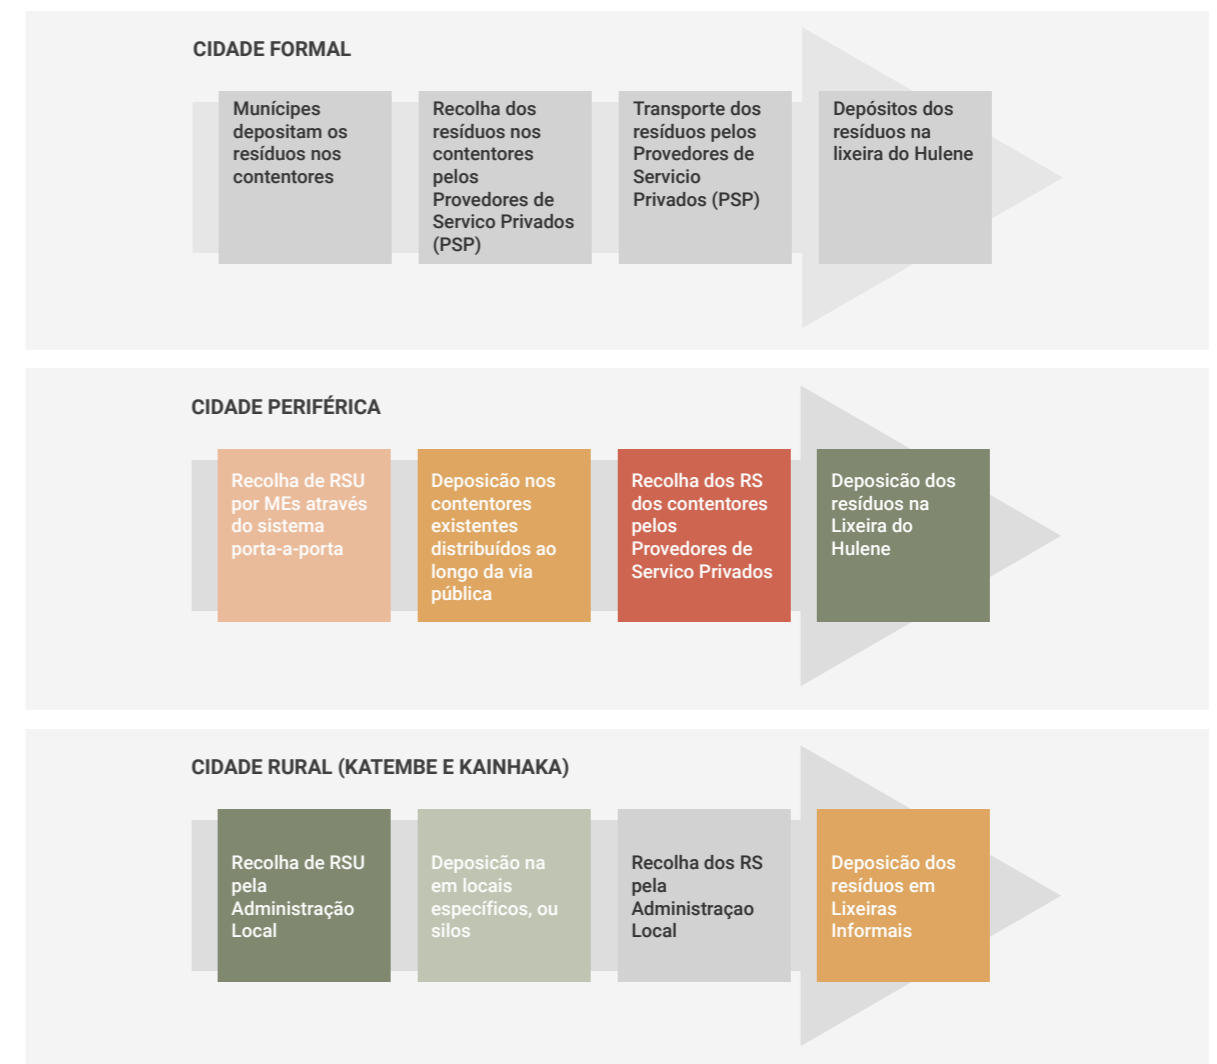 CIDADE FORMAL
Munícipes
depositam os
resíduos nos
contentores
Recolha dos
resíduos nos
contentores
pelos
Provedores de
Servico Privados
(PSP)
Transporte dos
resíduos pelos
Provedores de
Servicio
Privados (PSP)
Depósitos dos
resíduos na
lixeira do Hulene
CIDADE PERIFÉRICA
Recolha de RSU
por MEs através
do sistema
porta-a-porta
Deposicão nos
contentores
existentes
distribuídos ao
longo da via
pública
Recolha dos RS
dos contentores
pelos
Provedores de
Servico Privados
Deposicão dos
resíduos na
Lixeira do
Hulene
CIDADE RURAL (KATEMBE E KAINHAKA)
Recolha de RSU
pela
Administração
Local
Deposicão na
em locais
específicos, ou
silos
Recolha dos RS
pela
Administraçao
Local
Deposicão dos
resíduos em
Lixeiras
Informais